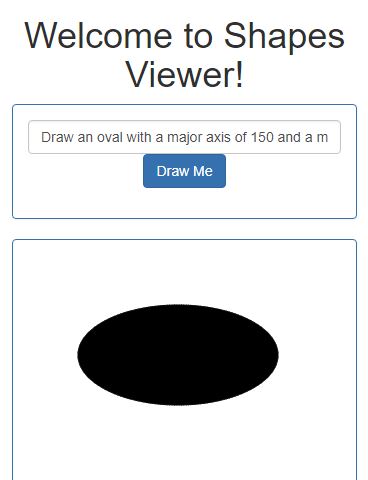 Welcome to Shapes
Viewer!
Draw an oval with a major axis of 150 and a m
Draw Me